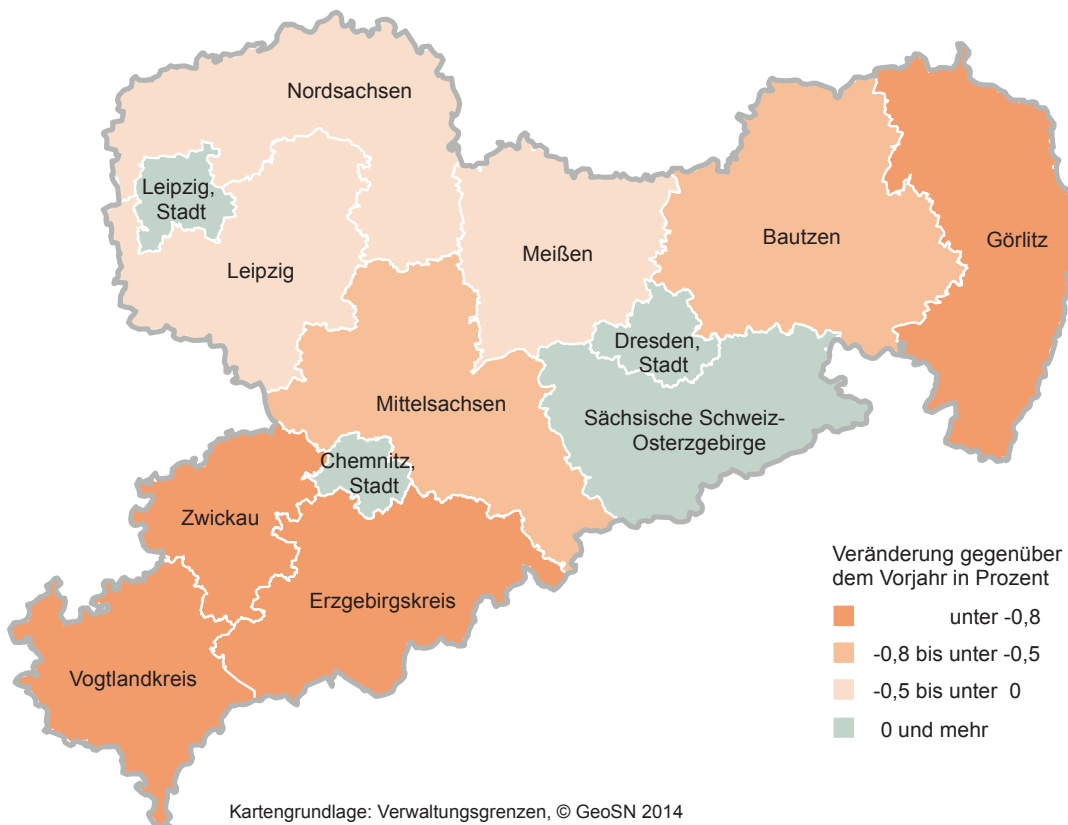 Nordsachsen
Leipzig,
Stadt
Leipzig
Meißen
Bautzen
Görlitz
Dresden,
Stadt
Mittelsachsen
Sächsische Schweiz-
Osterzgebirge
Chemnitz,
Stadt
Zwickau
Erzgebirgskreis
Vogtlandkreis
Veränderung gegenüber
dem Vorjahr in Prozent
unter -0,8
-0,8 bis unter -0,5
-0,5 bis unter 0
0 und mehr
Kartengrundlage: Verwaltungsgrenzen, © GeoSN 2014